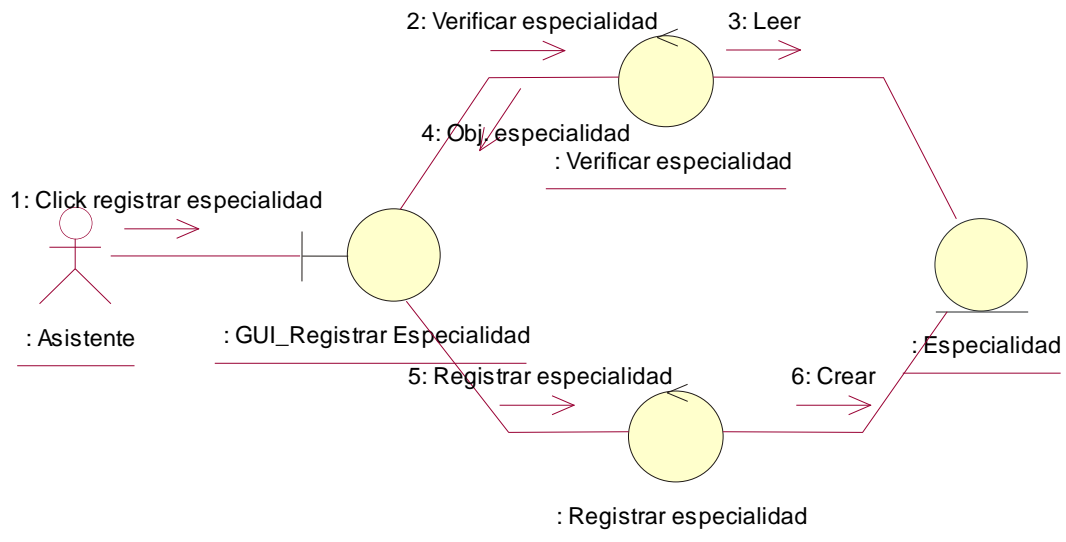 2: Verificar especialidad
3: Leer
4: Obj. especialidad
: Verificar especialidad
1: Click registrar especialidad
: Asistente
: GUI_Registrar Especialidad
: Especialidad
5: Registrar especialidad
6: Crear
: Registrar especialidad